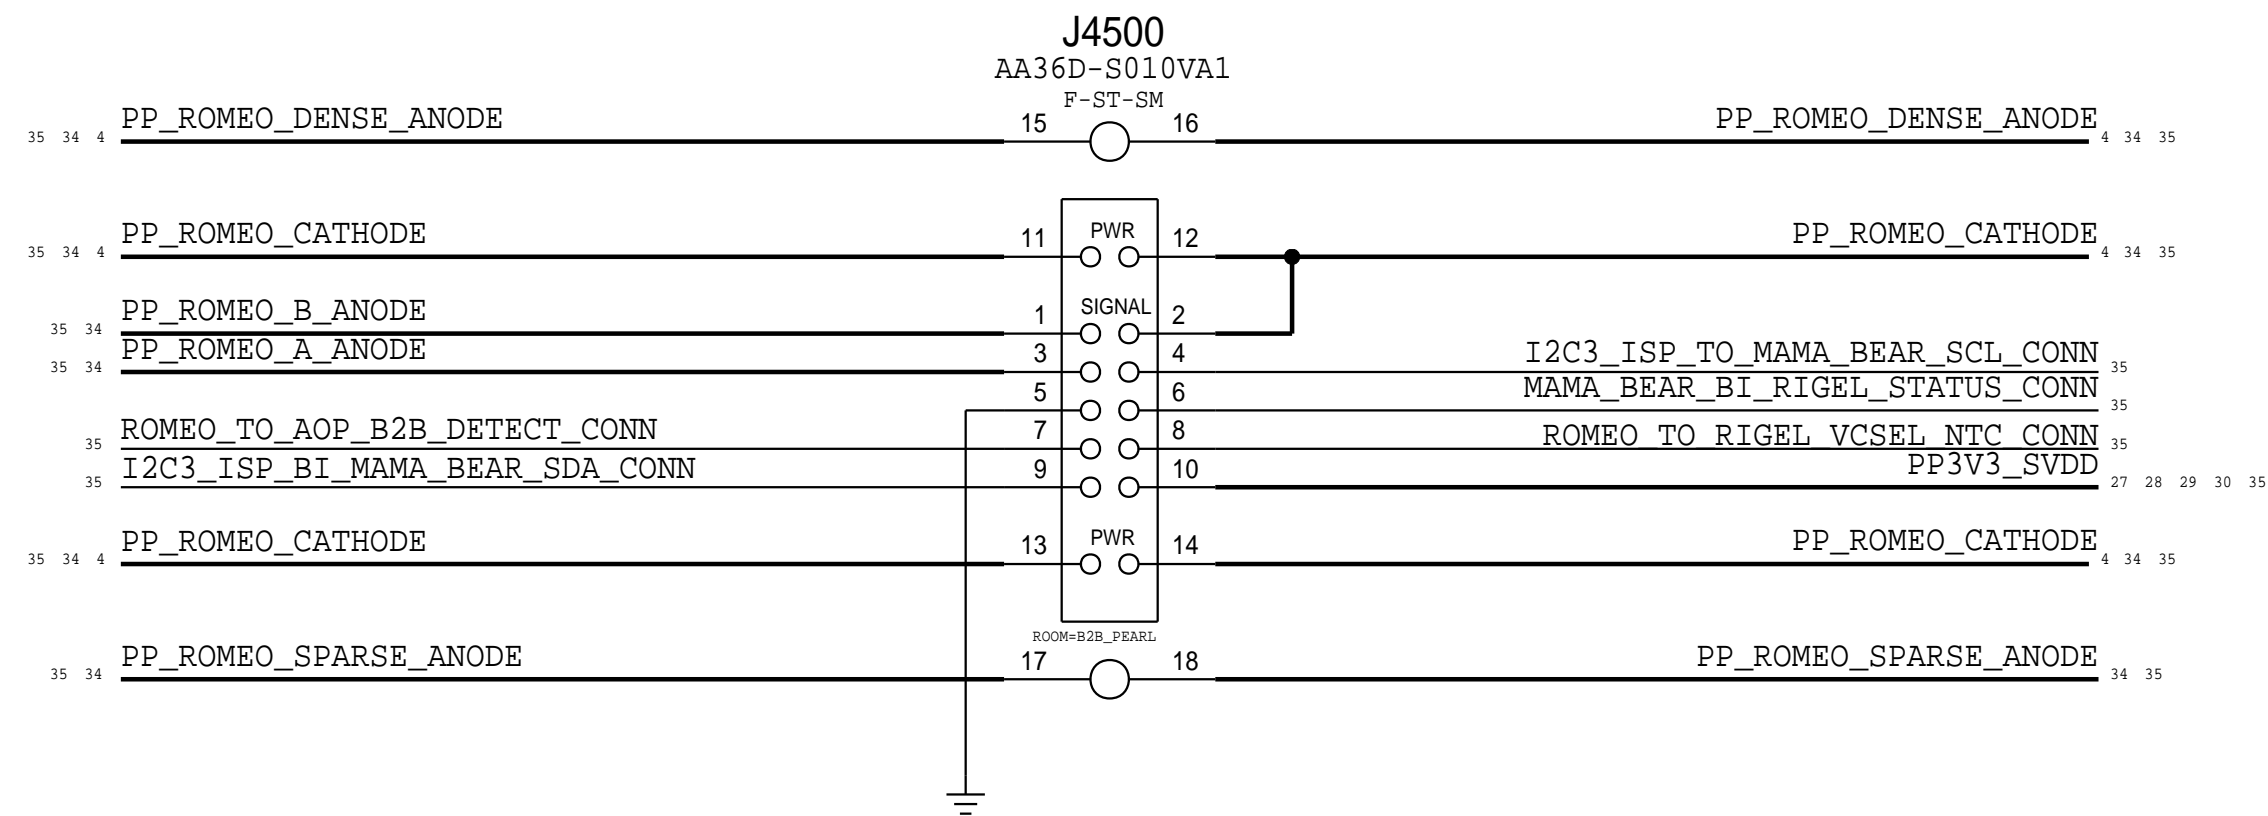 J4500
AA36D-S010VA1
F-ST-SM
35 34 4 PP_ROMEO_DENSE_ANODE 15 16 PP_ROMEO_DENSE_ANODE 4 34 35
35 34 4 PP_ROMEO_CATHODE 11 PWR 12 PP_ROMEO_CATHODE 4 34 35
35 34 PP_ROMEO_B_ANODE 1 SIGNAL 2
35 34 PP_ROMEO_A_ANODE 3 4 I2C3_ISP_TO_MAMA_BEAR_SCL_CONN 35
5 6 MAMA_BEAR_BI_RIGEL_STATUS_CONN 35
35 ROMEO_TO_AOP_B2B_DETECT_CONN 7 8 ROMEO_TO_RIGEL_VCSEL_NTC_CONN 35
35 I2C3_ISP_BI_MAMA_BEAR_SDA_CONN 9 10 PP3V3_SVDD 27 28 29 30 35
35 34 4 PP_ROMEO_CATHODE 13 PWR 14 PP_ROMEO_CATHODE 4 34 35
ROOM=B2B_PEARL
35 34 PP_ROMEO_SPARSE_ANODE 17 18 PP_ROMEO_SPARSE_ANODE 34 35